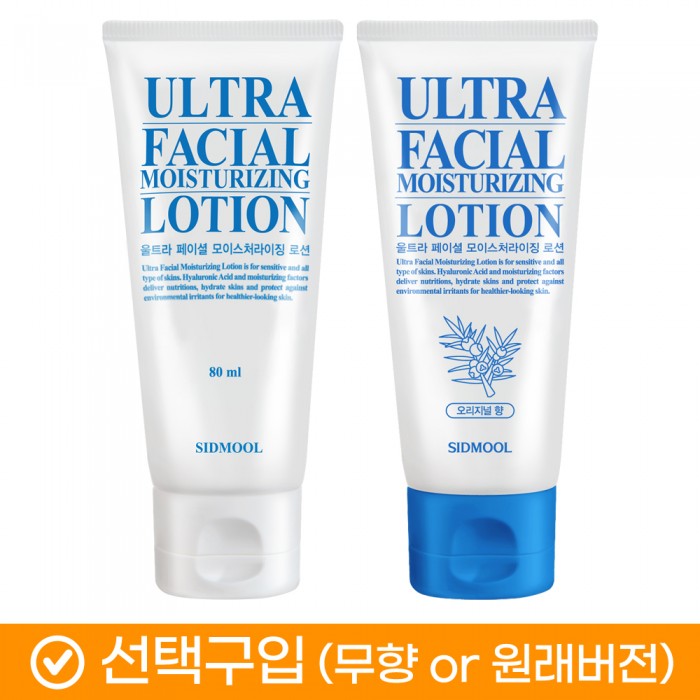 ULTRA
FACIAL
MOISTURIZING
LOTION
울트라 페이셜 모이스처라이징 로션
Ultra Facial Moisturizing Lotion is for sensitive and all
type of skins. Hyaluronic Acid and moisturizing factors
deliver nutritions, hydrate skins and protect against
environmental irritants for healthier-looking skin.
80 ml
SIDMOOL
ULTRA
FACIAL
MOISTURIZING
LOTION
울트라 페이셜 모이스처라이징 로션
Ultra Facial Moisturizing Lotion is for sensitive and all
type of skins. Hyaluronic Acid and moisturizing factors
deliver nutritions, hydrate skins and protect against
environmental irritants for healthier-looking skin.
오리지널 향
SIDMOOL
선택구입 (무향 or 원래버전)